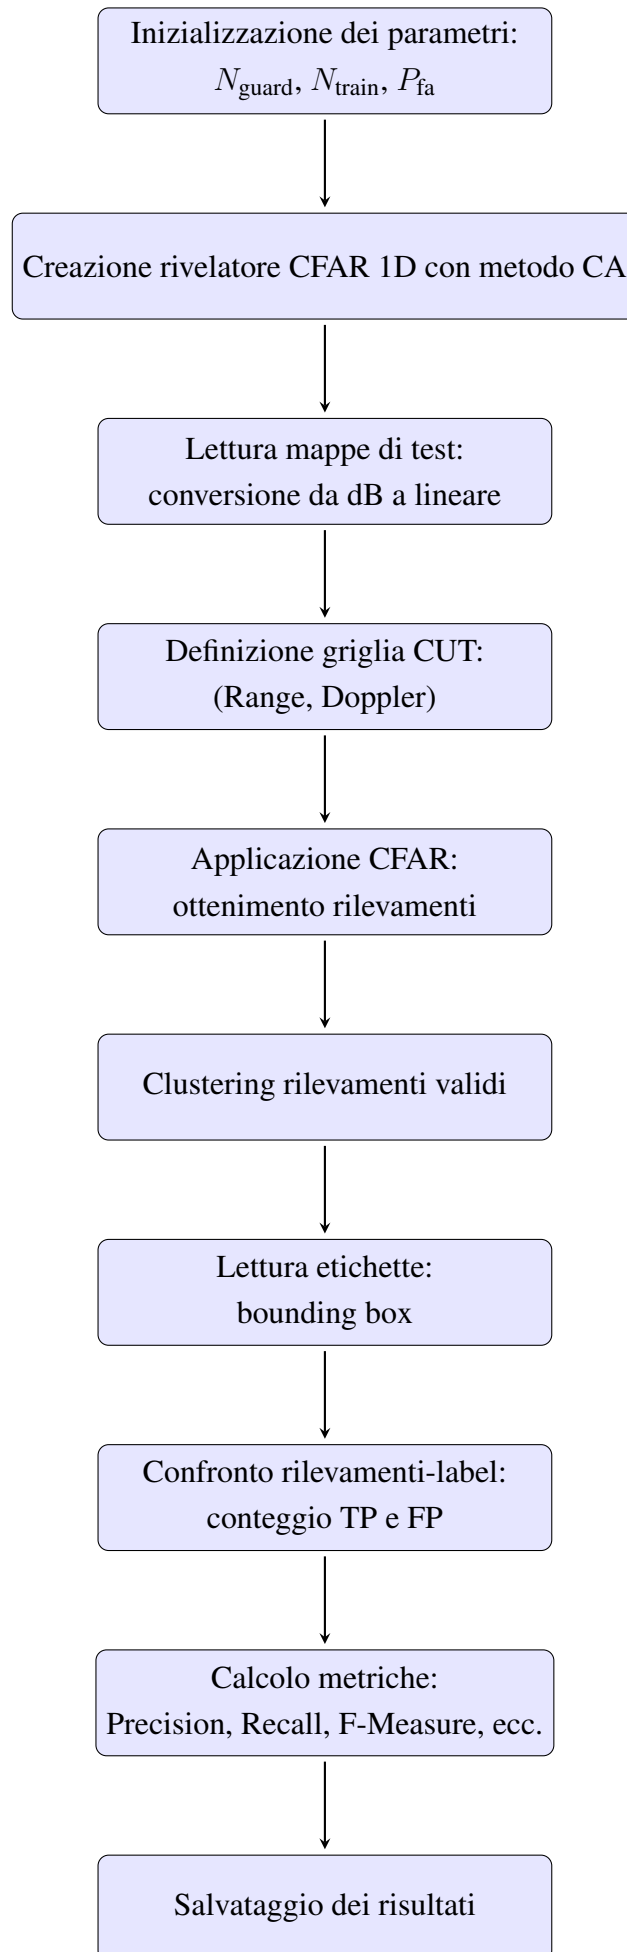 Inizializzazione dei parametri:
N_guard, N_train, P_fa
Creazione rivelatore CFAR 1D con metodo CA
Lettura mappe di test:
conversione da dB a lineare
Definizione griglia CUT:
(Range, Doppler)
Applicazione CFAR:
ottenimento rilevamenti
Clustering rilevamenti validi
Lettura etichette:
bounding box
Confronto rilevamenti-label:
conteggio TP e FP
Calcolo metriche:
Precision, Recall, F-Measure, ecc.
Salvataggio dei risultati